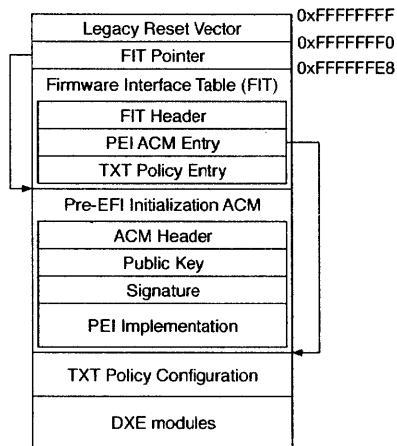 Legacy Reset Vector
0xFFFFFFFF
FIT Pointer
0xFFFFFFF0
0xFFFFFFE8
Firmware Interface Table (FIT)
FIT Header
PEI ACM Entry
TXT Policy Entry
Pre-EFI Initialization ACM
ACM Header
Public Key
Signature
PEI Implementation
TXT Policy Configuration
DXE modules